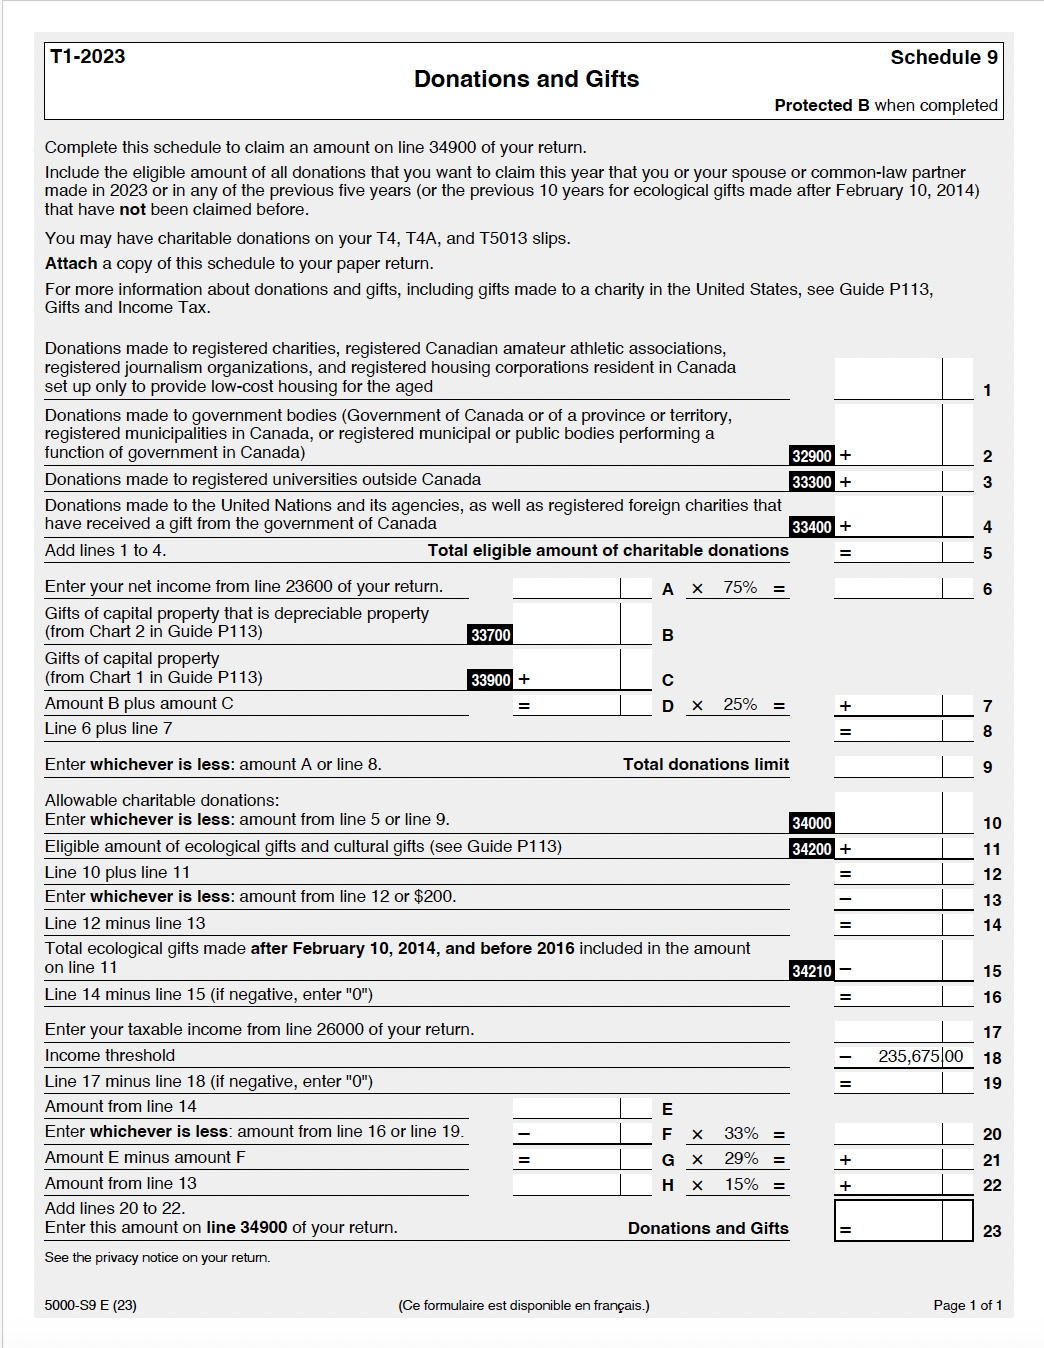 T1-2023
Schedule 9
Donations and Gifts
Protected B when completed
Complete this schedule to claim an amount on line 34900 of your return.
Include the eligible amount of all donations that you want to claim this year that you or your spouse or common-law partner
made in 2023 or in any of the previous five years (or the previous 10 years for ecological gifts made after February 10, 2014)
that have not been claimed before.
You may have charitable donations on your T4, T4A, and T5013 slips.
Attach a copy of this schedule to your paper return.
For more information about donations and gifts, including gifts made to a charity in the United States, see Guide P113,
Gifts and Income Tax.
Donations made to registered charities, registered Canadian amateur athletic associations,
registered journalism organizations, and registered housing corporations resident in Canada
set up only to provide low-cost housing for the aged 1
Donations made to government bodies (Government of Canada or of a province or territory,
registered municipalities in Canada, or registered municipal or public bodies performing a
function of government in Canada) 32900 + 2
Donations made to registered universities outside Canada 33300 + 3
Donations made to the United Nations and its agencies, as well as registered foreign charities that
have received a gift from the government of Canada 33400 + 4
Add lines 1 to 4. Total eligible amount of charitable donations = 5
Enter your net income from line 23600 of your return. A × 75% = 6
Gifts of capital property that is depreciable property
(from Chart 2 in Guide P113) 33700 B
Gifts of capital property
(from Chart 1 in Guide P113) 33900 + C
Amount B plus amount C = D × 25% = + 7
Line 6 plus line 7 = 8
Enter whichever is less: amount A or line 8. Total donations limit 9
Allowable charitable donations:
Enter whichever is less: amount from line 5 or line 9. 34000 10
Eligible amount of ecological gifts and cultural gifts (see Guide P113) 34200 + 11
Line 10 plus line 11 = 12
Enter whichever is less: amount from line 12 or $200. − 13
Line 12 minus line 13 = 14
Total ecological gifts made after February 10, 2014, and before 2016 included in the amount
on line 11 34210 − 15
Line 14 minus line 15 (if negative, enter "0") = 16
Enter your taxable income from line 26000 of your return. 17
Income threshold − 235,675 00 18
Line 17 minus line 18 (if negative, enter "0") = 19
Amount from line 14 E
Enter whichever is less: amount from line 16 or line 19. − F × 33% = 20
Amount E minus amount F = G × 29% = + 21
Amount from line 13 H × 15% = + 22
Add lines 20 to 22.
Enter this amount on line 34900 of your return. Donations and Gifts = 23
See the privacy notice on your return.
5000-S9 E (23) (Ce formulaire est disponible en français.) Page 1 of 1